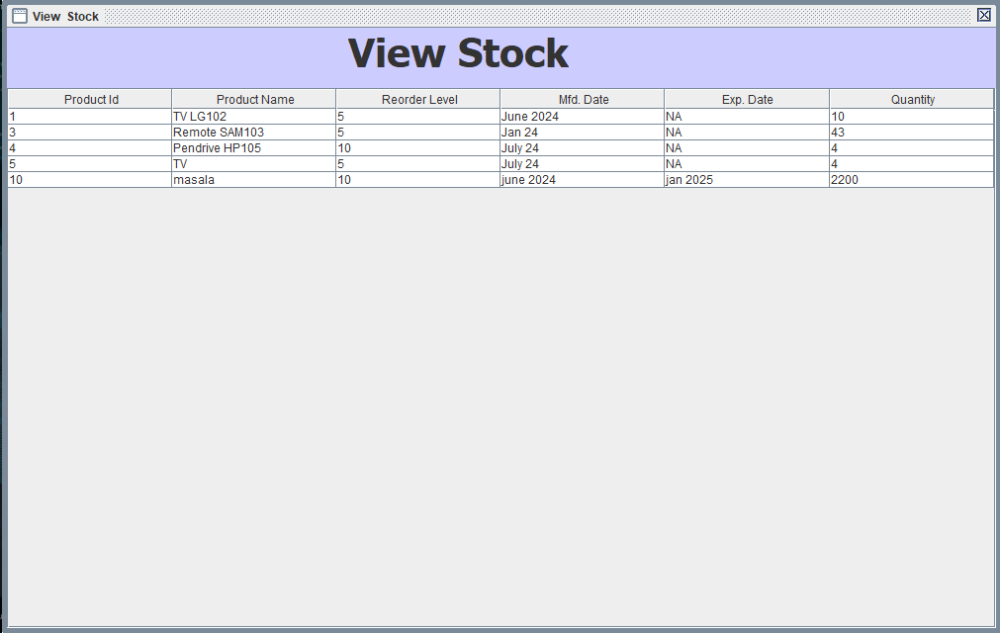 View Stock
View Stock
Product Id Product Name Reorder Level Mfd. Date Exp. Date Quantity
1 TV LG102 5 June 2024 NA 10
3 Remote SAM103 5 Jan 24 NA 43
4 Pendrive HP105 10 July 24 NA 4
5 TV 5 July 24 NA 4
10 masala 10 june 2024 jan 2025 2200